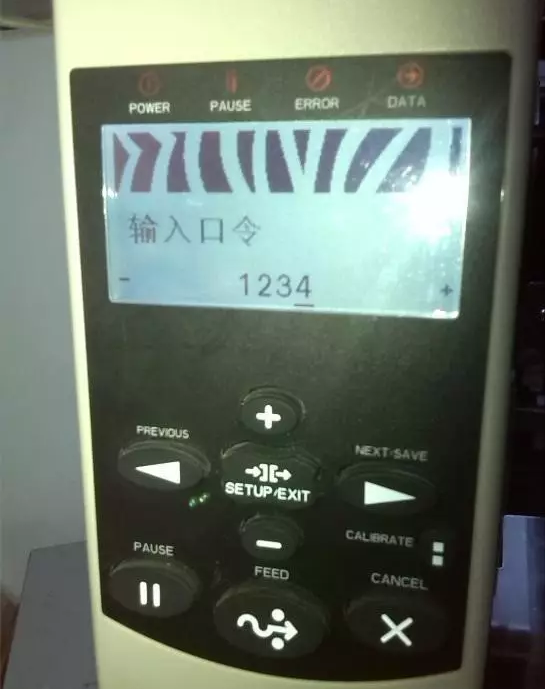 POWER PAUSE ERROR DATA
输入口令
- 1234 +
+
PREVIOUS
NEXT/SAVE
SETUP/EXIT
-
CALIBRATE
PAUSE
FEED
CANCEL